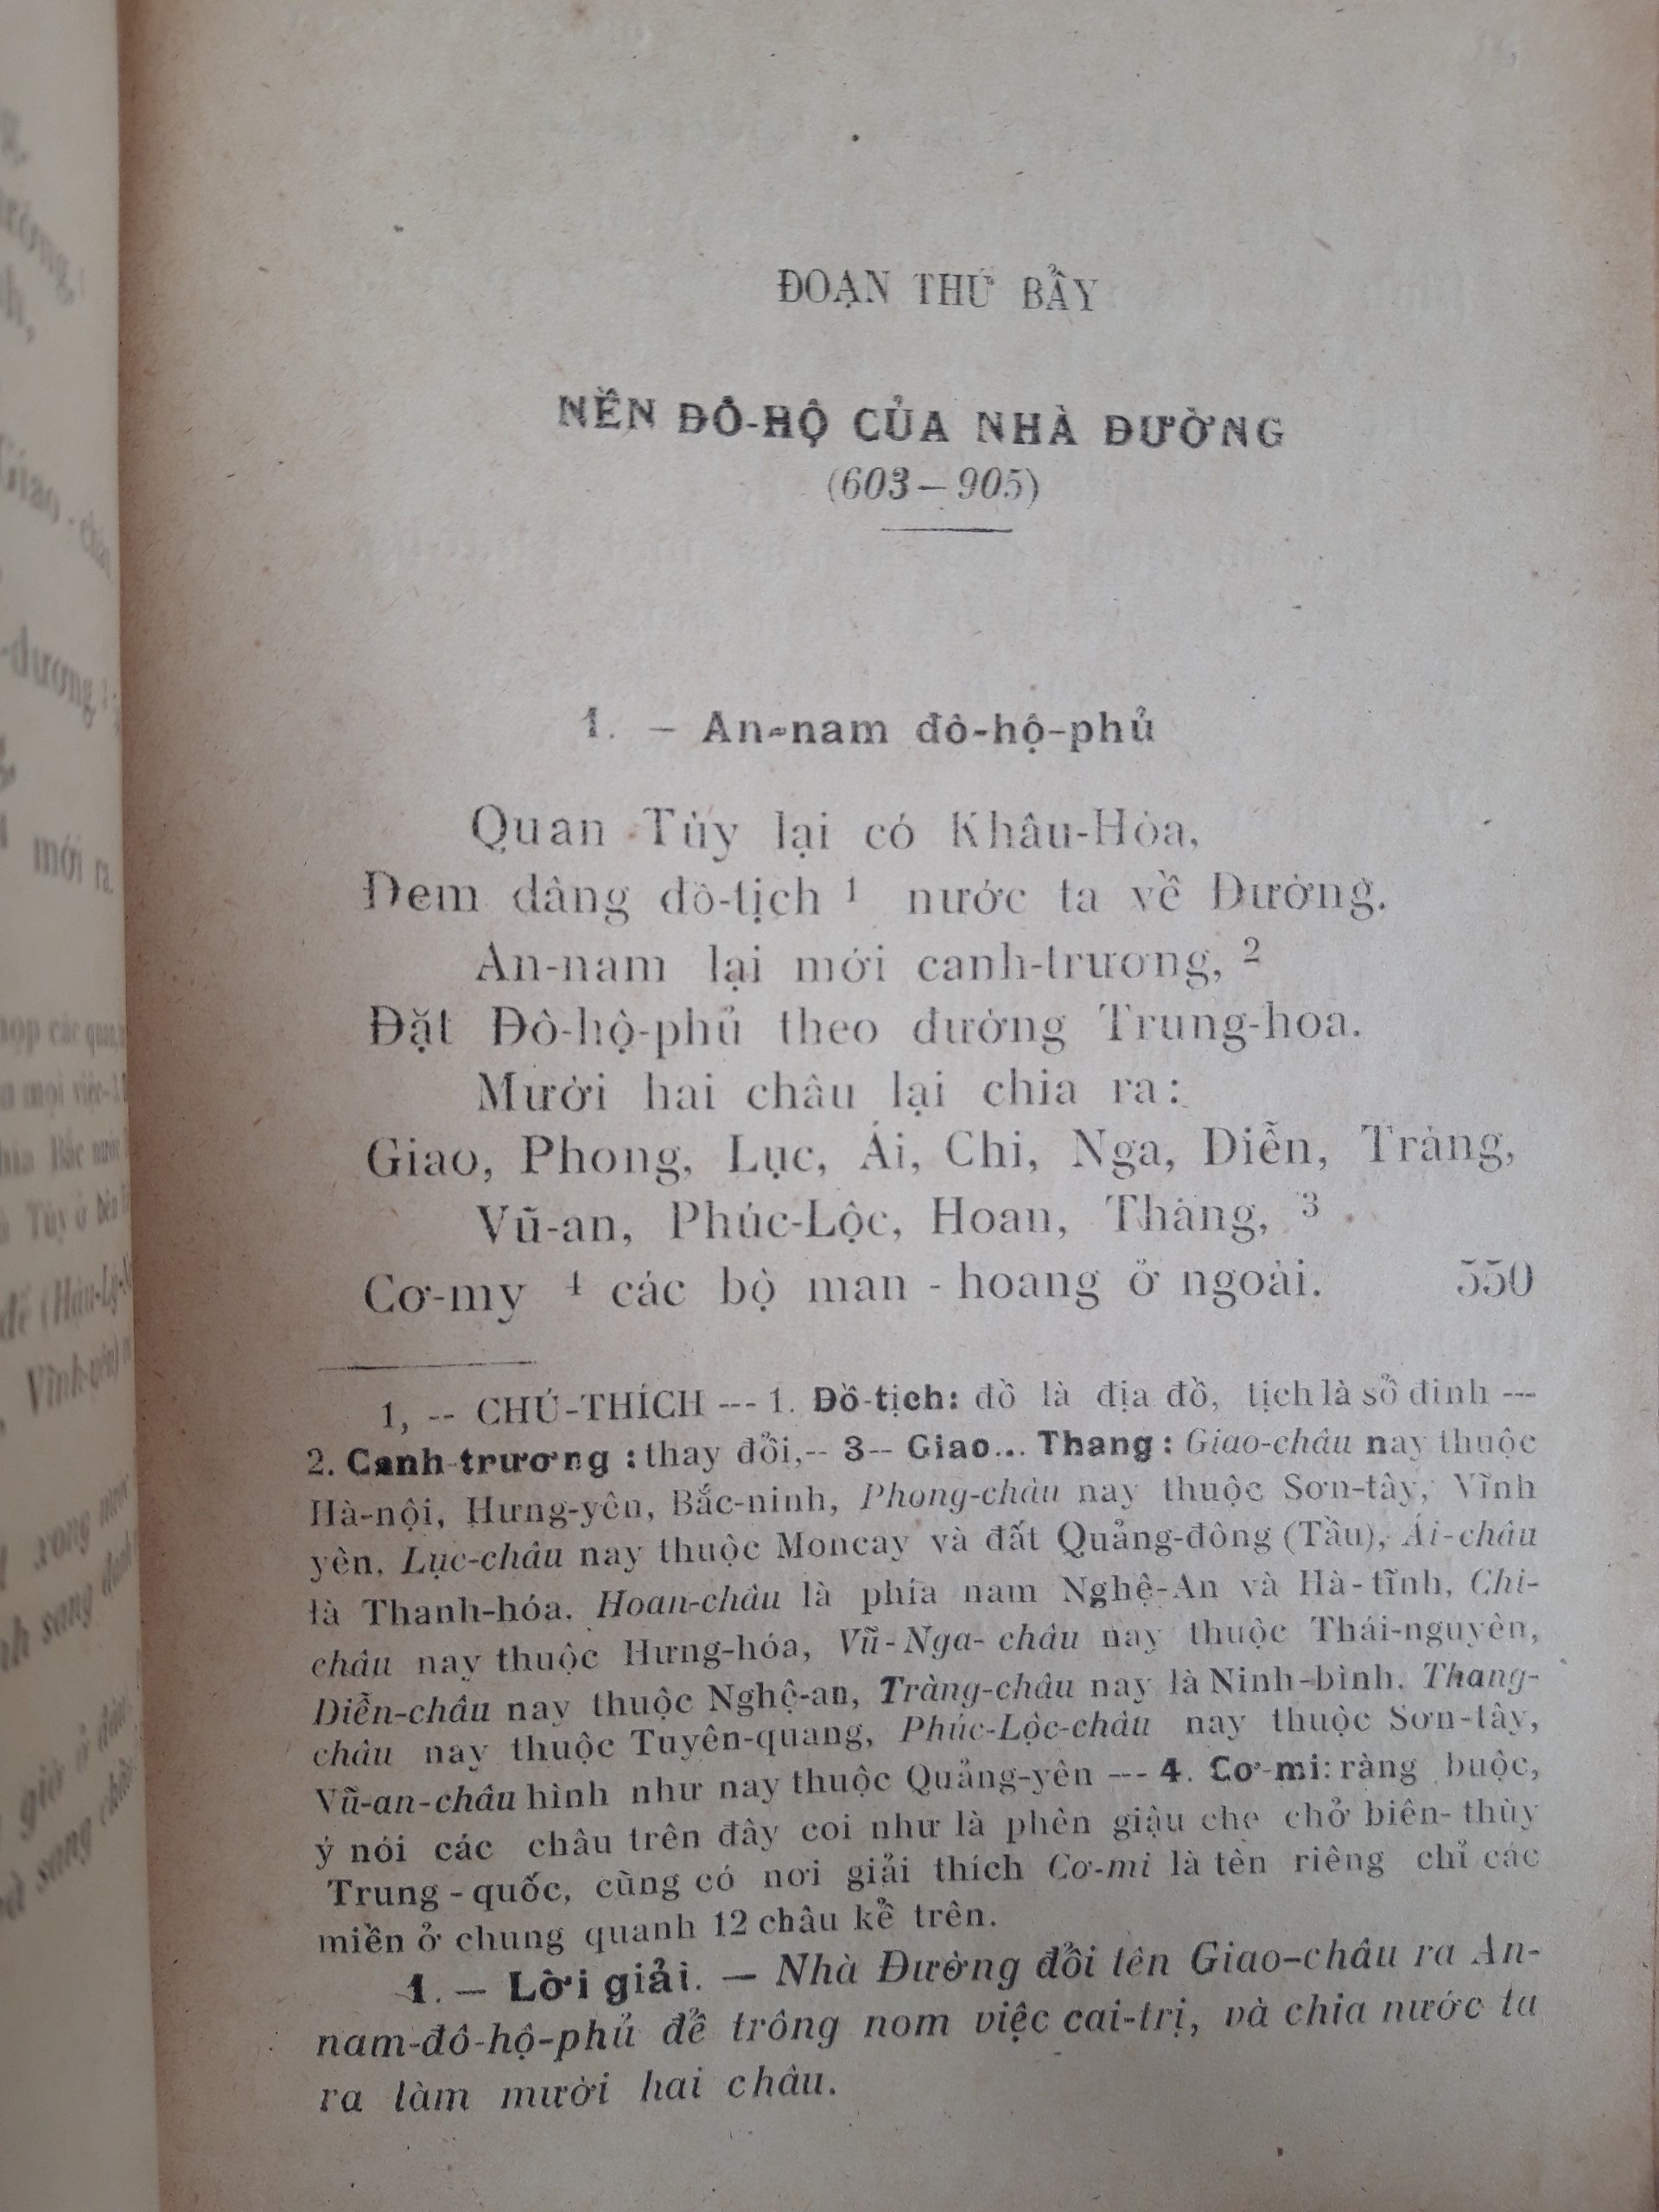 ĐOẠN THỨ BẨY
NỀN ĐÔ-HỘ CỦA NHÀ ĐƯỜNG
(603 – 905)
1. – An-nam đô-hộ-phủ
Quan Tùy lại có Khâu-Hòa,
Đem dâng đồ-tịch 1 nước ta về Đường.
An-nam lại mới canh-trương, 2
Đặt Đô-hộ-phủ theo đường Trung-hoa.
Mười hai châu lại chia ra:
Giao, Phong, Lục, Ái, Chi, Nga, Diễn, Tràng,
Vũ-an, Phúc-Lộc, Hoan, Thàng, 3
Cơ-my 4 các bộ man - hoang ở ngoài. 550
1, -- CHÚ-THÍCH --- 1. Đồ-tịch: đồ là địa đồ, tịch là sổ đinh ---
2. Canh-trương : thay đổi,-- 3-- Giao... Thang : Giao-châu nay thuộc
Hà-nội, Hưng-yên, Bắc-ninh, Phong-châu nay thuộc Sơn-tây, Vĩnh
yên, Lục-châu nay thuộc Moncay và đất Quảng-đông (Tầu), Ái-châu
là Thanh-hóa. Hoan-châu là phía nam Nghệ-An và Hà-tĩnh, Chi-
châu nay thuộc Hưng-hóa, Vũ-Nga-châu nay thuộc Thái-nguyên,
Diễn-châu nay thuộc Nghệ-an, Tràng-châu nay là Ninh-bình. Thang-
châu nay thuộc Tuyên-quang, Phúc-Lộc-châu nay thuộc Sơn-tây,
Vũ-an-châu hình như nay thuộc Quảng-yên --- 4. Cơ-mi: ràng buộc,
ý nói các châu trên đây coi như là phên giậu che chở biên-thùy
Trung-quốc, cũng có nơi giải thích Cơ-mi là tên riêng chỉ các
miền ở chung quanh 12 châu kể trên.
1. — Lời giải. — Nhà Đường đổi tên Giao-châu ra An-
nam-đô-hộ-phủ để trông nom việc cai-trị, và chia nước ta
ra làm mười hai châu.